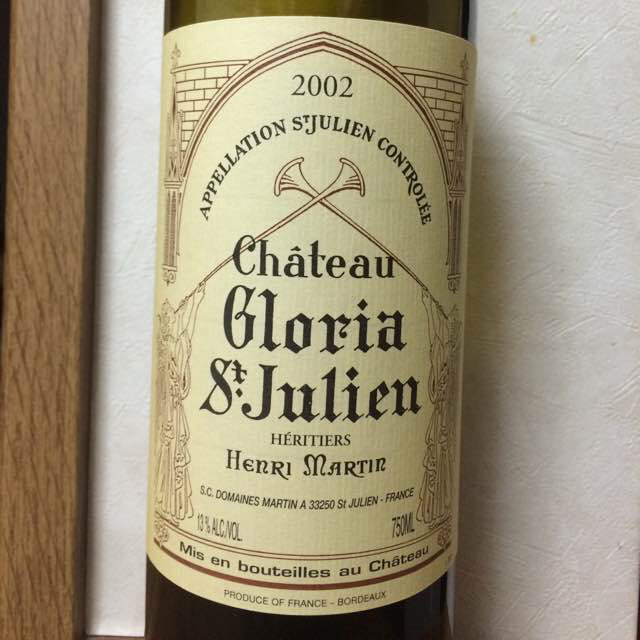 2002
APPELLATION ST JULIEN CONTROLÉE
Château
Gloria
St. Julien
HÉRITIERS
HENRI MARTIN
S.C. DOMAINES MARTIN A 33250 St JULIEN - FRANCE
13 % ALC./VOL. 750ML
Mis en bouteilles au Château
PRODUCE OF FRANCE - BORDEAUX